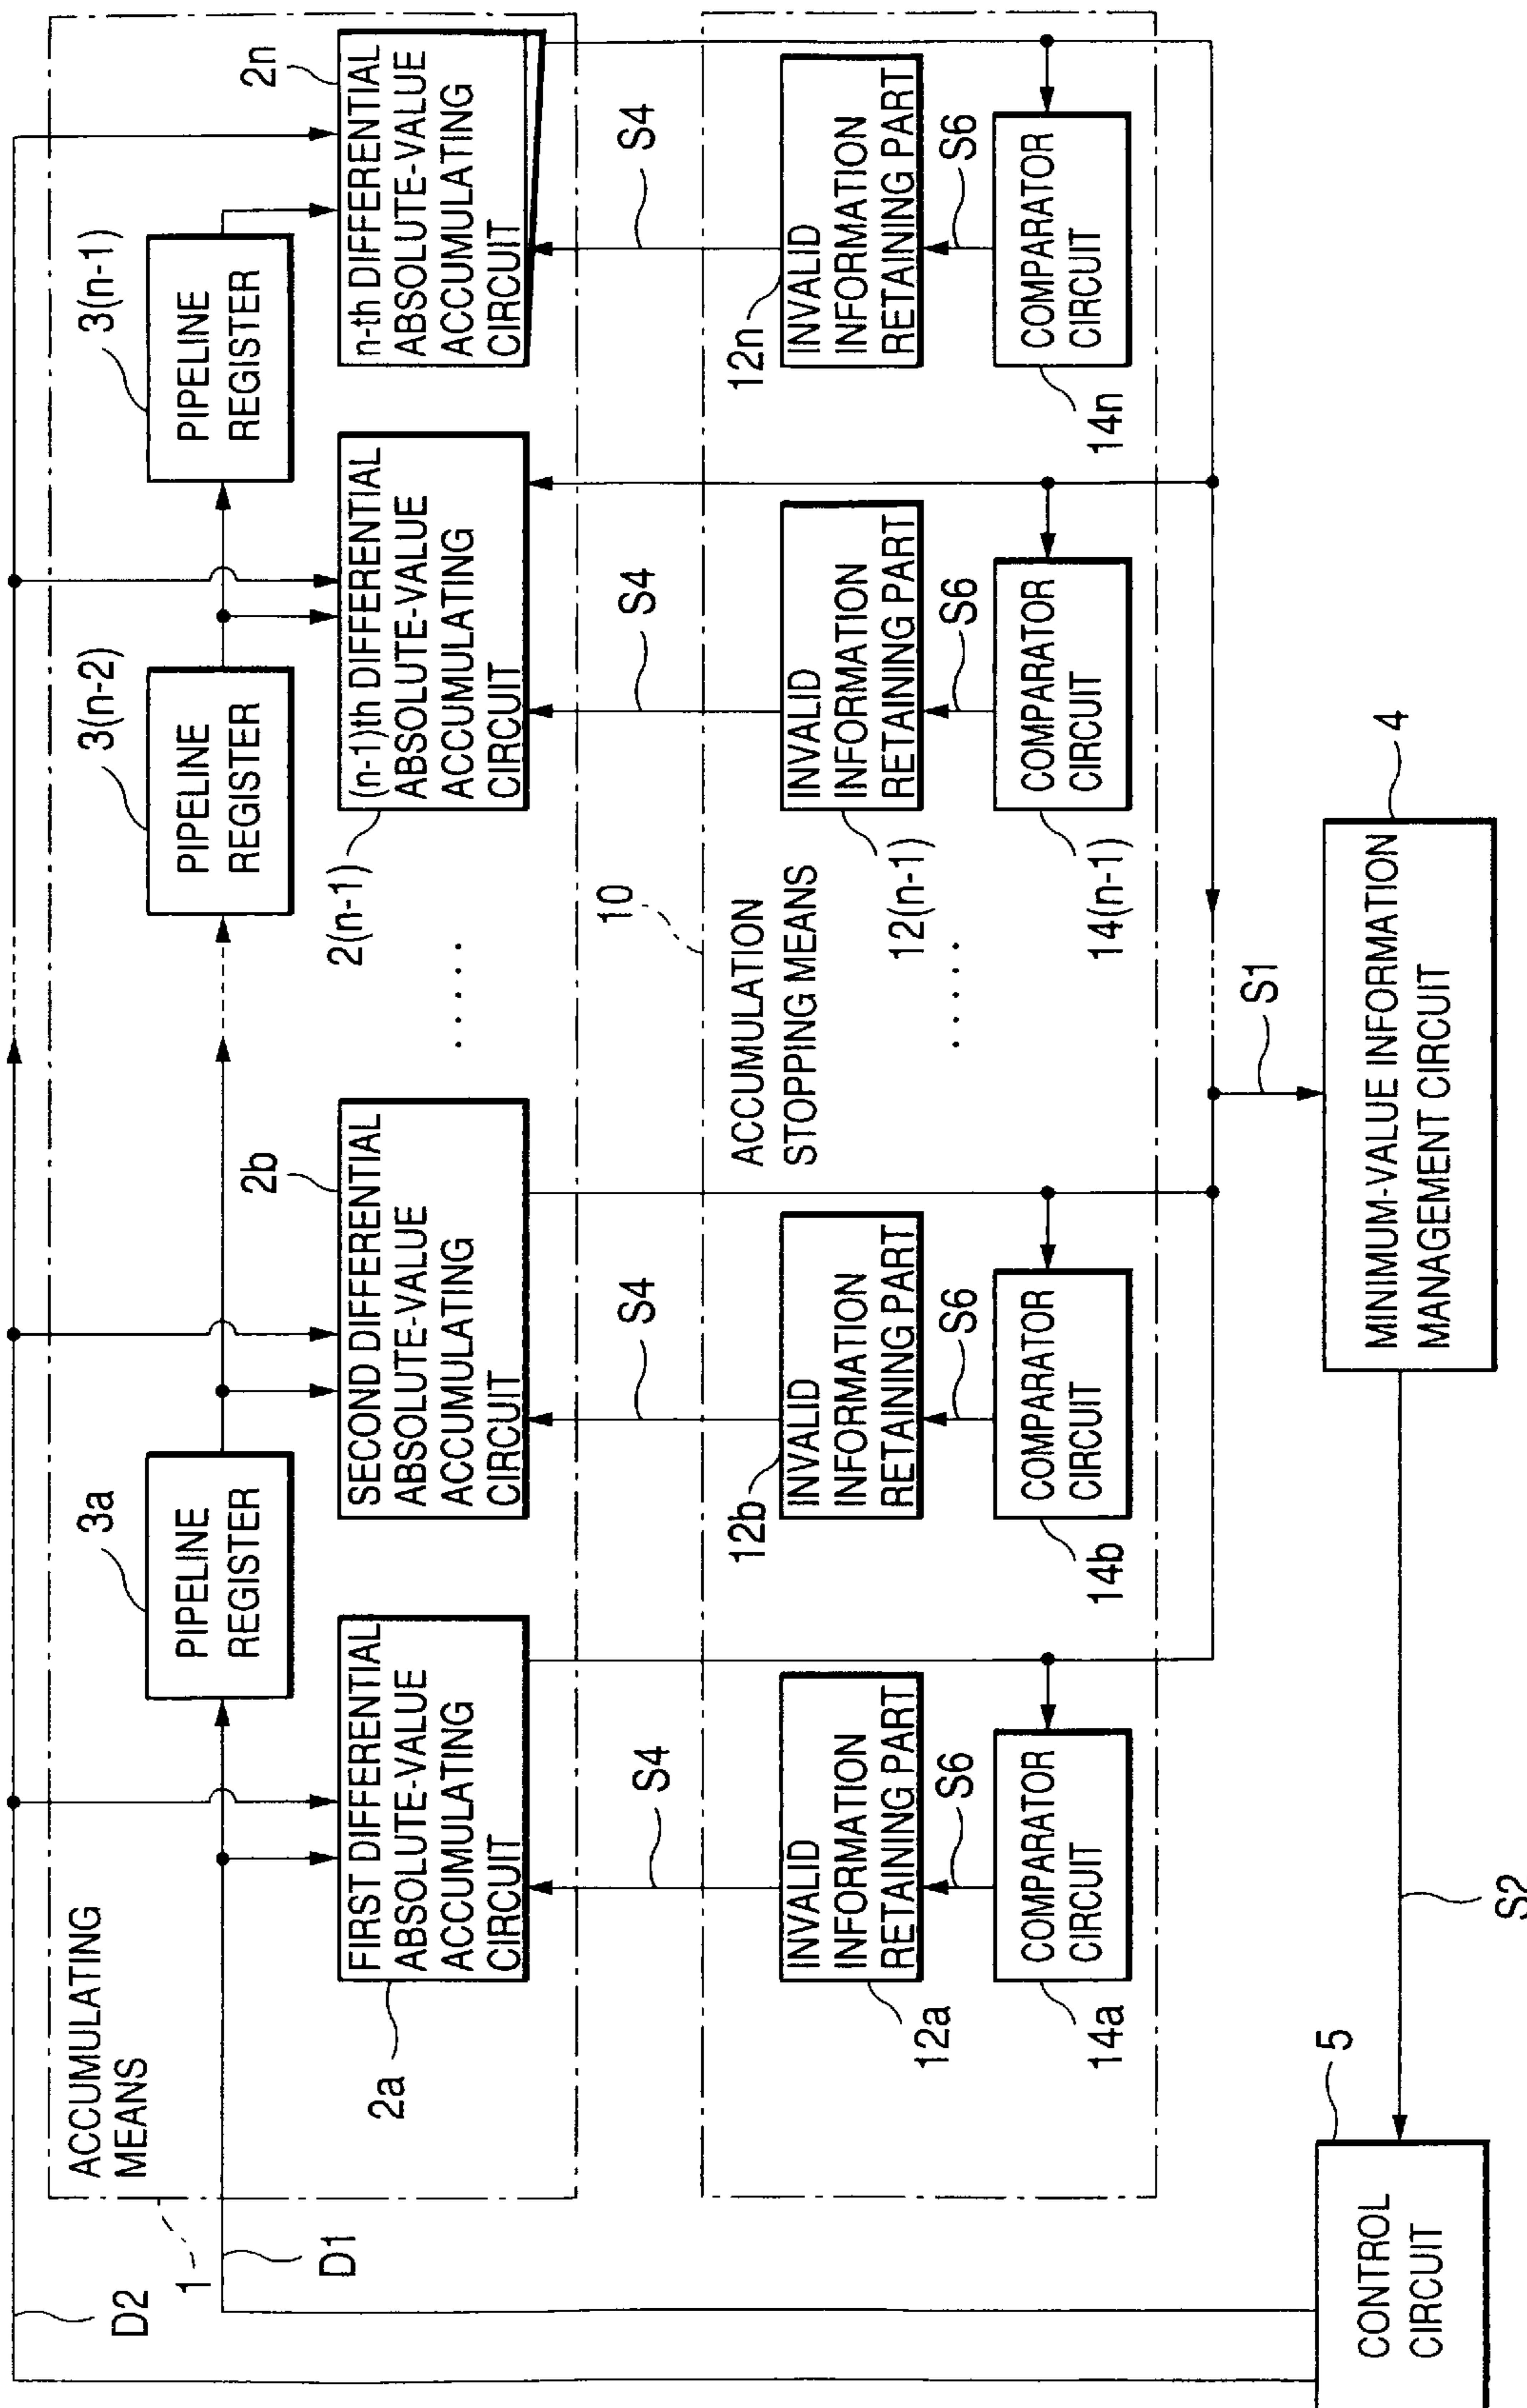 D2
1
D1
ACCUMULATING
MEANS
3a
PIPELINE
REGISTER
3(n-2)
PIPELINE
REGISTER
3(n-1)
PIPELINE
REGISTER
2a
FIRST DIFFERENTIAL
ABSOLUTE-VALUE
ACCUMULATING
CIRCUIT
2b
SECOND DIFFERENTIAL
ABSOLUTE-VALUE
ACCUMULATING
CIRCUIT
.....
2(n-1)
(n-1)th DIFFERENTIAL
ABSOLUTE-VALUE
ACCUMULATING
CIRCUIT
2n
n-th DIFFERENTIAL
ABSOLUTE-VALUE
ACCUMULATING
CIRCUIT
S4
S4
S4
S4
10
ACCUMULATION
STOPPING MEANS
12a
INVALID
INFORMATION
RETAINING PART
12b
INVALID
INFORMATION
RETAINING PART
.....
12(n-1)
INVALID
INFORMATION
RETAINING PART
12n
INVALID
INFORMATION
RETAINING PART
S6
S6
S6
S6
14a
COMPARATOR
CIRCUIT
14b
COMPARATOR
CIRCUIT
14(n-1)
COMPARATOR
CIRCUIT
14n
COMPARATOR
CIRCUIT
S1
5
CONTROL
CIRCUIT
S2
4
MINIMUM-VALUE INFORMATION
MANAGEMENT CIRCUIT